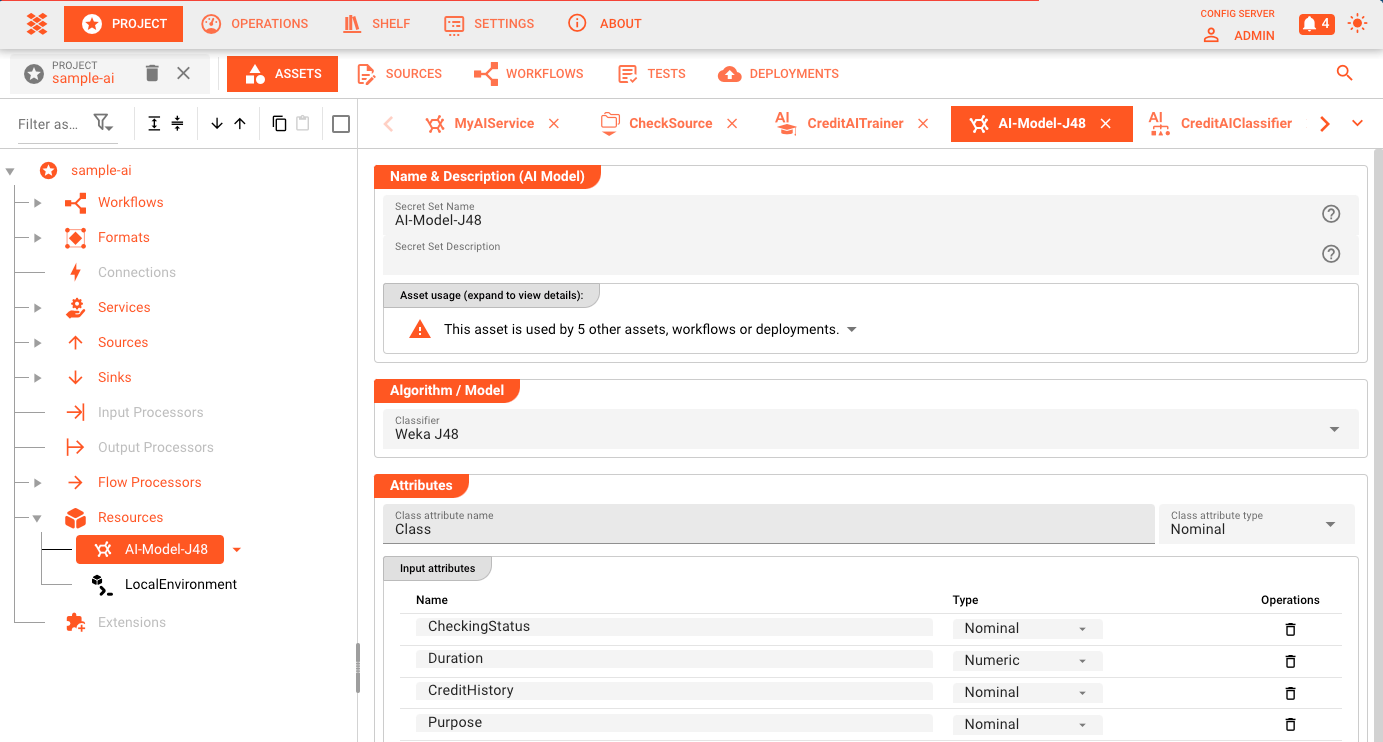 PROJECT
OPERATIONS
SHELF
SETTINGS
ABOUT
CONFIG SERVER
ADMIN
4
PROJECT
sample-ai
ASSETS
SOURCES
WORKFLOWS
TESTS
DEPLOYMENTS
Filter as...
MyAIService
CheckSource
AI
CreditAITrainer
AI-Model-J48
AI
CreditAIClassifier
sample-ai
Workflows
Formats
Connections
Services
Sources
Sinks
Input Processors
Output Processors
Flow Processors
Resources
AI-Model-J48
LocalEnvironment
Extensions
Name & Description (AI Model)
Secret Set Name
AI-Model-J48
Secret Set Description
Asset usage (expand to view details):
This asset is used by 5 other assets, workflows or deployments.
Algorithm / Model
Classifier
Weka J48
Attributes
Class attribute name
Class
Class attribute type
Nominal
Input attributes
Name Type Operations
CheckingStatus Nominal
Duration Numeric
CreditHistory Nominal
Purpose Nominal